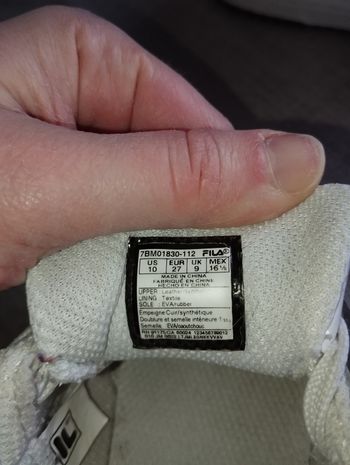 7BM01830-112 FILA®
US EUR UK MEX
10 27 9 16½
MADE IN CHINA
FABRIQUÉ EN CHINE
HECHO EN CHINA
UPPER : Leather/
LINING : Textile
SOLE : EVA/rubber
Empeigne Cuir/synthétique
Doublure et semelle intérieure
Semelle. EVA/caoutchouc